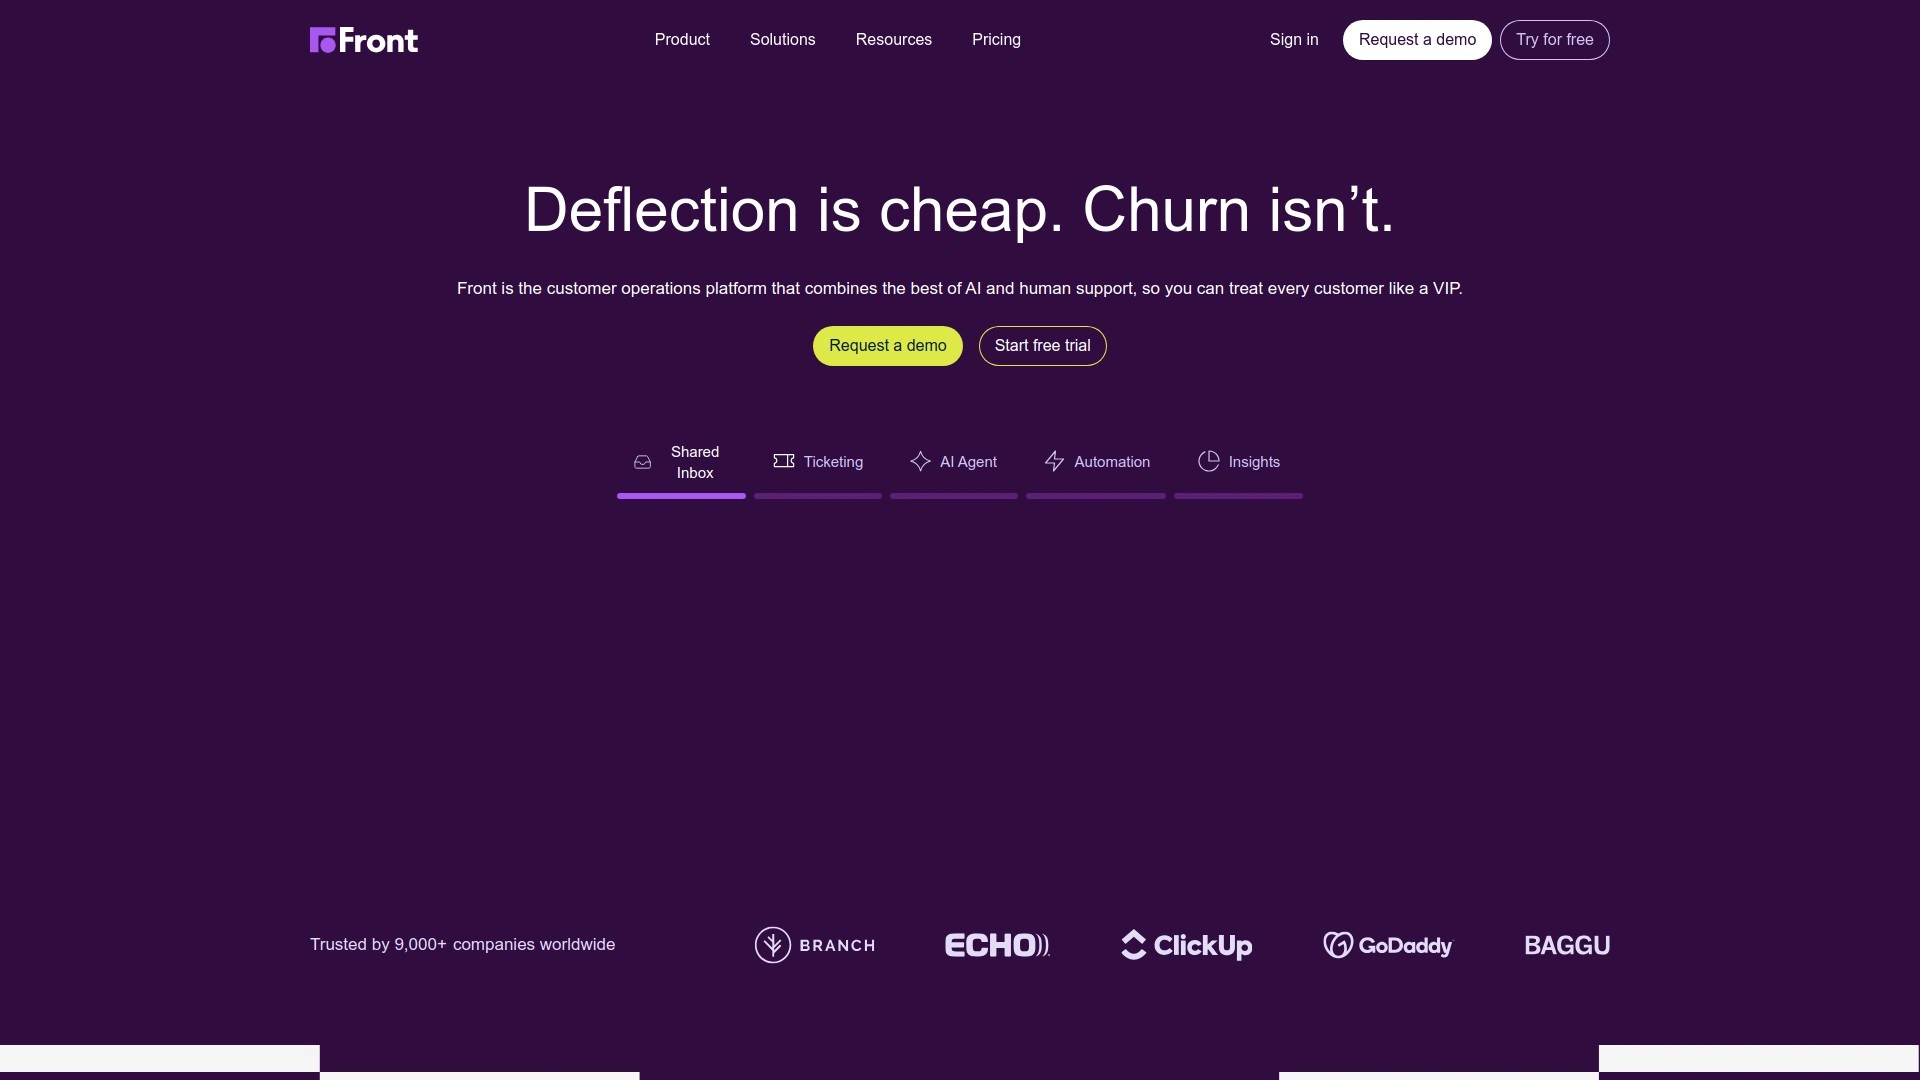 Front
Product
Solutions
Resources
Pricing
Sign in
Request a demo
Try for free
Deflection is cheap. Churn isn’t.
Front is the customer operations platform that combines the best of AI and human support, so you can treat every customer like a VIP.
Request a demo
Start free trial
Shared
Inbox
Ticketing
AI Agent
Automation
Insights
Trusted by 9,000+ companies worldwide
BRANCH
ECHO
ClickUp
GoDaddy
BAGGU